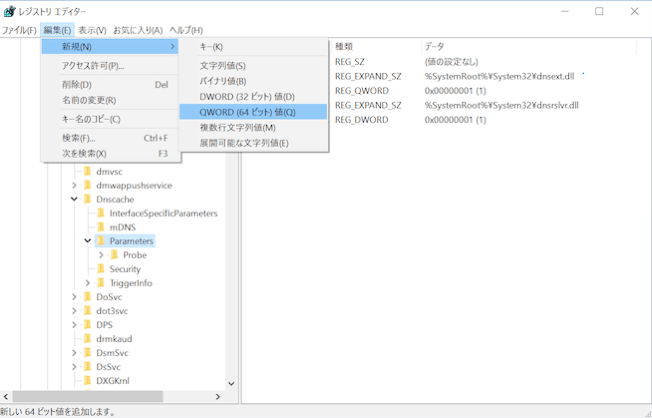 レジストリ エディター
ファイル(F) 編集(E) 表示(V) お気に入り(A) ヘルプ(H)
新規(N)
アクセス許可(P)...
削除(D) Del
名前の変更(R)
キー名のコピー(C)
検索(F)... Ctrl+F
次を検索(X) F3
キー(K)
文字列値(S)
バイナリ値(B)
DWORD (32 ビット) 値(D)
QWORD (64 ビット) 値(Q)
複数行文字列値(M)
展開可能な文字列値(E)
種類 データ
REG_SZ (値の設定なし)
REG_EXPAND_SZ %SystemRoot%¥System32¥dnsext.dll
REG_QWORD 0x00000001 (1)
REG_EXPAND_SZ %SystemRoot%¥System32¥dnsrslvr.dll
REG_DWORD 0x00000001 (1)
dmvsc
dmwappushservice
Dnscache
InterfaceSpecificParameters
mDNS
Parameters
Probe
Security
TriggerInfo
DoSvc
dot3svc
DPS
drmkaud
DsmSvc
DsSvc
DXGKrnl
新しい 64 ビット値を追加します。